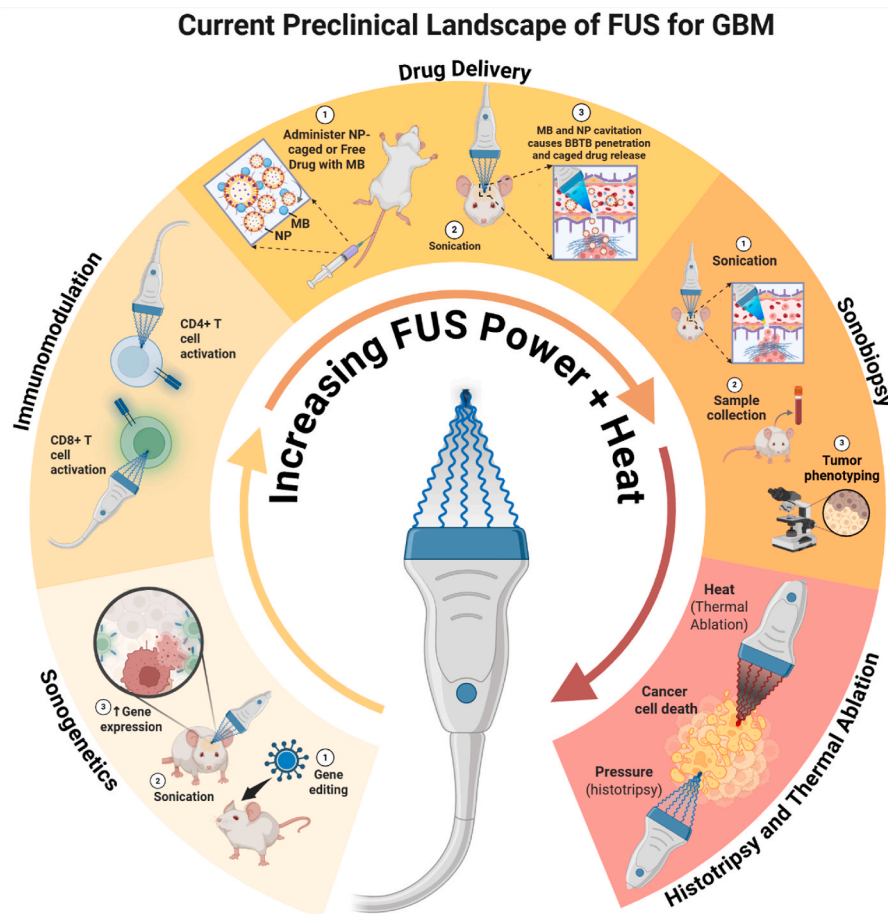 Current Preclinical Landscape of FUS for GBM
Drug Delivery
1
Administer NP-
caged or Free
Drug with MB
MB
NP
2
Sonication
3
MB and NP cavitation
causes BBTB penetration
and caged drug release
Immunomodulation
CD4+ T
cell
activation
CD8+ T
cell
activation
Sonobiopsy
1
Sonication
2
Sample
collection
3
Tumor
phenotyping
Increasing FUS Power + Heat
Sonogenetics
3
↑Gene
expression
2
Sonication
1
Gene
editing
Histotripsy and Thermal Ablation
Heat
(Thermal
Ablation)
Cancer
cell death
Pressure
(histotripsy)